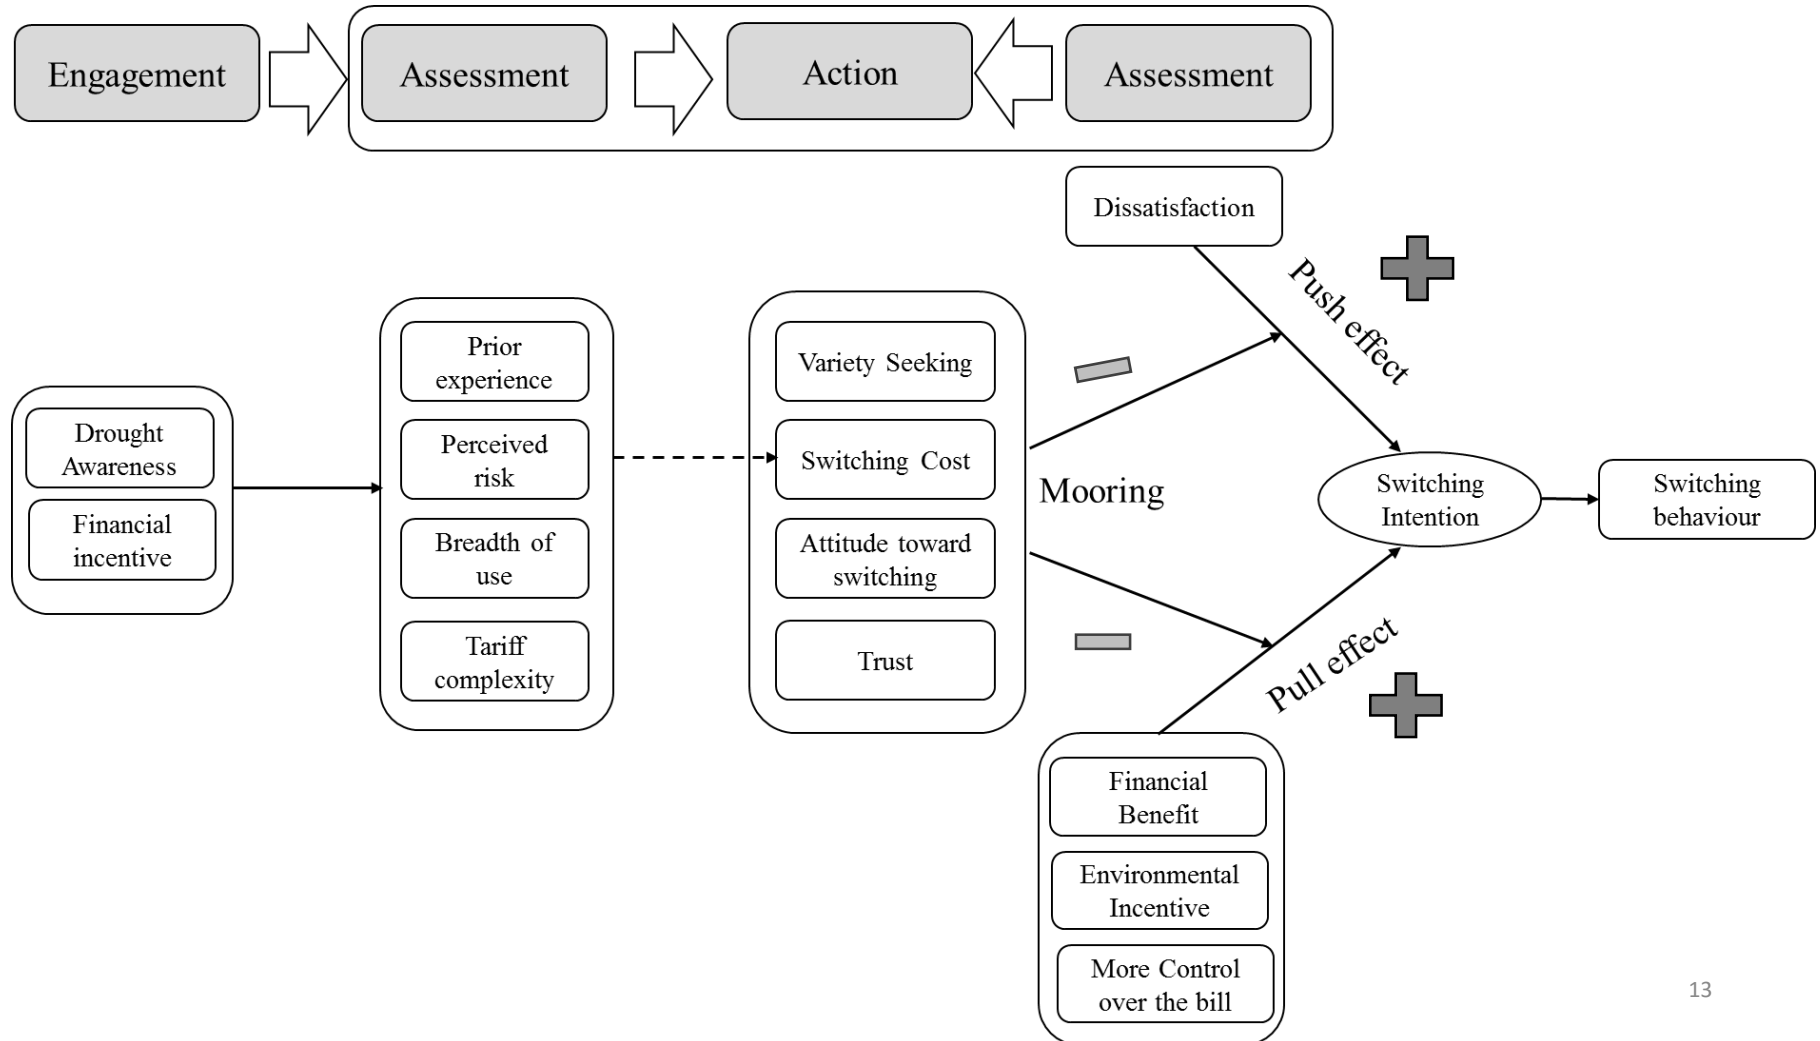 Engagement
Assessment
Action
Assessment
Dissatisfaction
Push effect
Prior
experience
Perceived
risk
Breadth of
use
Tariff
complexity
Variety Seeking
Switching Cost
Attitude toward
switching
Trust
Drought
Awareness
Financial
incentive
Mooring
Switching
Intention
Switching
behaviour
Pull effect
Financial
Benefit
Environmental
Incentive
More Control
over the bill
13